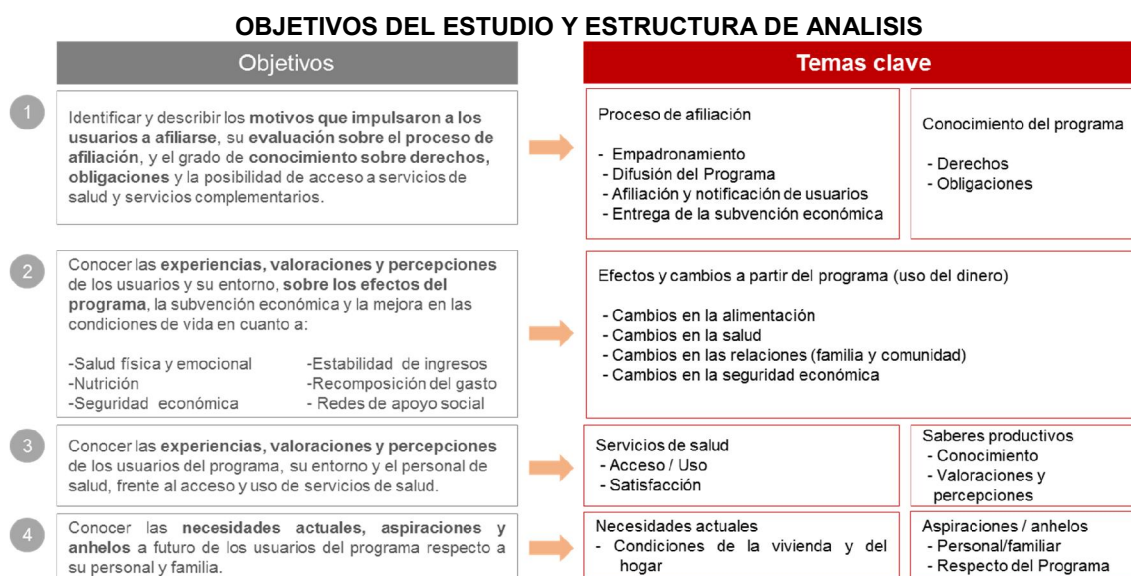 OBJETIVOS DEL ESTUDIO Y ESTRUCTURA DE ANALISIS
Objetivos
Temas clave
1
Identificar y describir los motivos que impulsaron a los
usuarios a afiliarse, su evaluación sobre el proceso de
afiliación, y el grado de conocimiento sobre derechos,
obligaciones y la posibilidad de acceso a servicios de
salud y servicios complementarios.
Proceso de afiliación
- Empadronamiento
- Difusión del Programa
- Afiliación y notificación de usuarios
- Entrega de la subvención económica
Conocimiento del programa
- Derechos
- Obligaciones
2
Conocer las experiencias, valoraciones y percepciones
de los usuarios y su entorno, sobre los efectos del
programa, la subvención económica y la mejora en las
condiciones de vida en cuanto a:
-Salud física y emocional
-Nutrición
-Seguridad económica
-Estabilidad de ingresos
-Recomposición del gasto
- Redes de apoyo social
Efectos y cambios a partir del programa (uso del dinero)
- Cambios en la alimentación
- Cambios en la salud
- Cambios en las relaciones (familia y comunidad)
- Cambios en la seguridad económica
3
Conocer las experiencias, valoraciones y percepciones
de los usuarios del programa, su entorno y el personal de
salud, frente al acceso y uso de servicios de salud.
Servicios de salud
- Acceso / Uso
- Satisfacción
Saberes productivos
- Conocimiento
- Valoraciones y
percepciones
4
Conocer las necesidades actuales, aspiraciones y
anhelos a futuro de los usuarios del programa respecto a
su personal y familia.
Necesidades actuales
- Condiciones de la vivienda y del
hogar
Aspiraciones / anhelos
- Personal/familiar
- Respecto del Programa